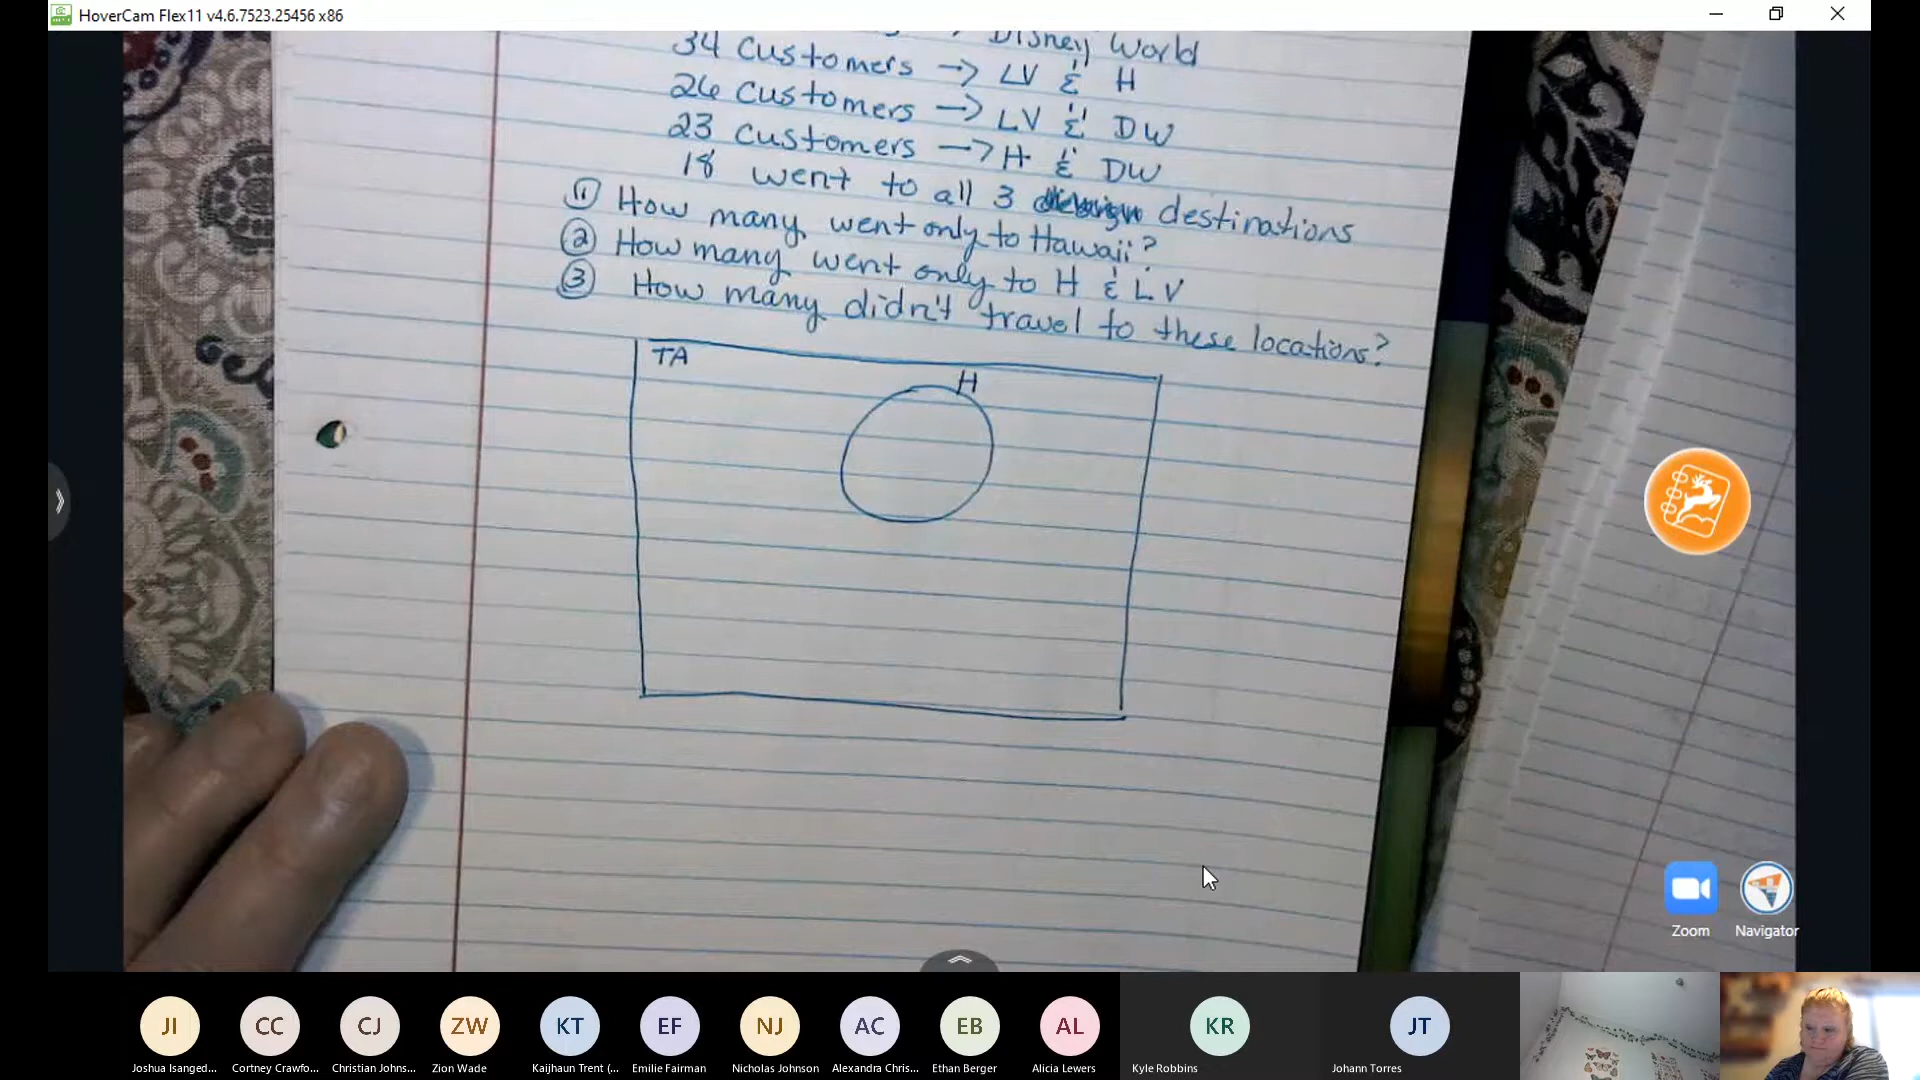 HoverCam Flex11 v4.6.7523.25456 x86
Disney World
34 Customers → LV & H
26 Customers → LV & DW
23 Customers → H & DW
18 went to all 3 destinations
① How many went only to Hawaii?
② How many went only to H & LV
③ How many didn't travel to these locations?
TA
H
Zoom
Navigator
JI
CC
CJ
ZW
KT
EF
NJ
AC
EB
AL
KR
JT
Joshua Isanged...
Cortney Crawfo...
Christian Johns...
Zion Wade
Kaijhaun Trent (...
Emilie Fairman
Nicholas Johnson
Alexandra Chris...
Ethan Berger
Alicia Lewers
Kyle Robbins
Johann Torres